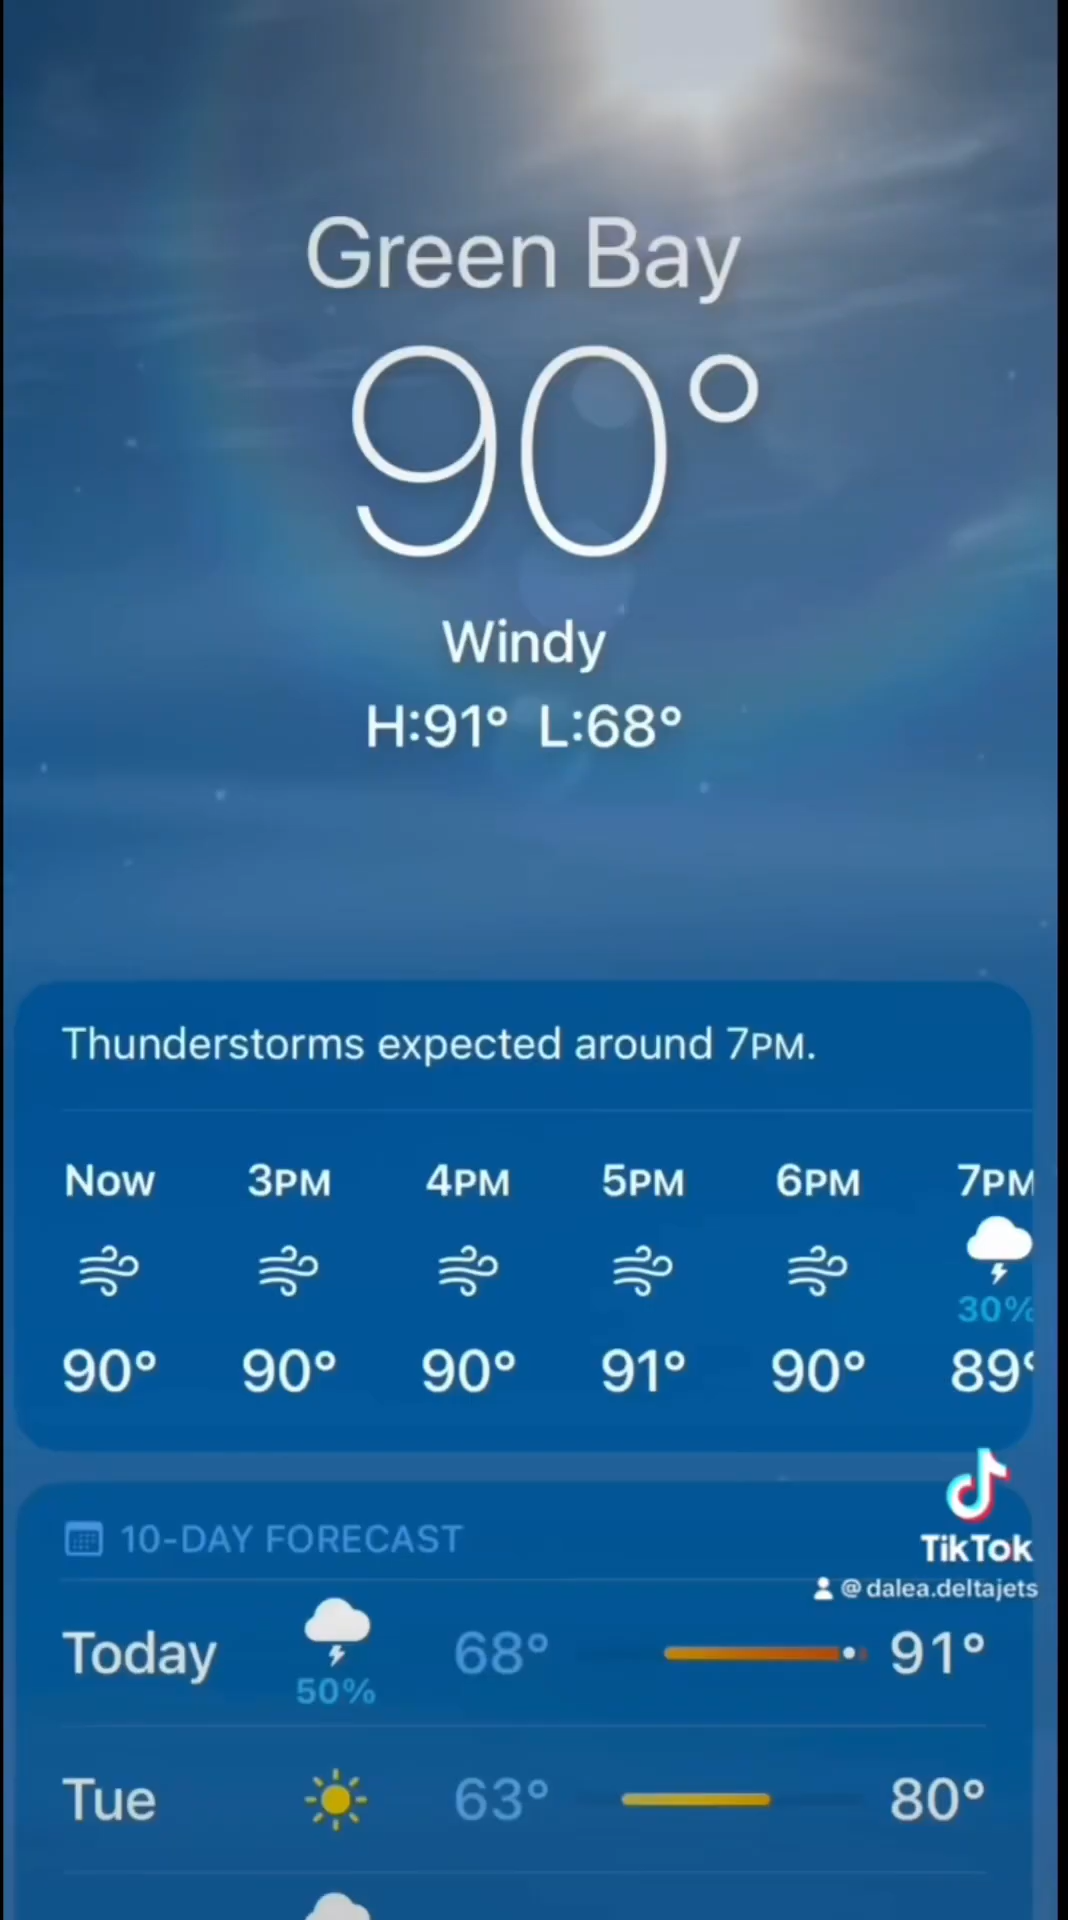 Green Bay
90°
Windy
H:91° L:68°
Thunderstorms expected around 7PM.
Now 3PM 4PM 5PM 6PM 7PM
30%
90° 90° 90° 91° 90° 89°
10-DAY FORECAST
TikTok
@dalea.deltajets
Today 68° 91°
50%
Tue 63° 80°